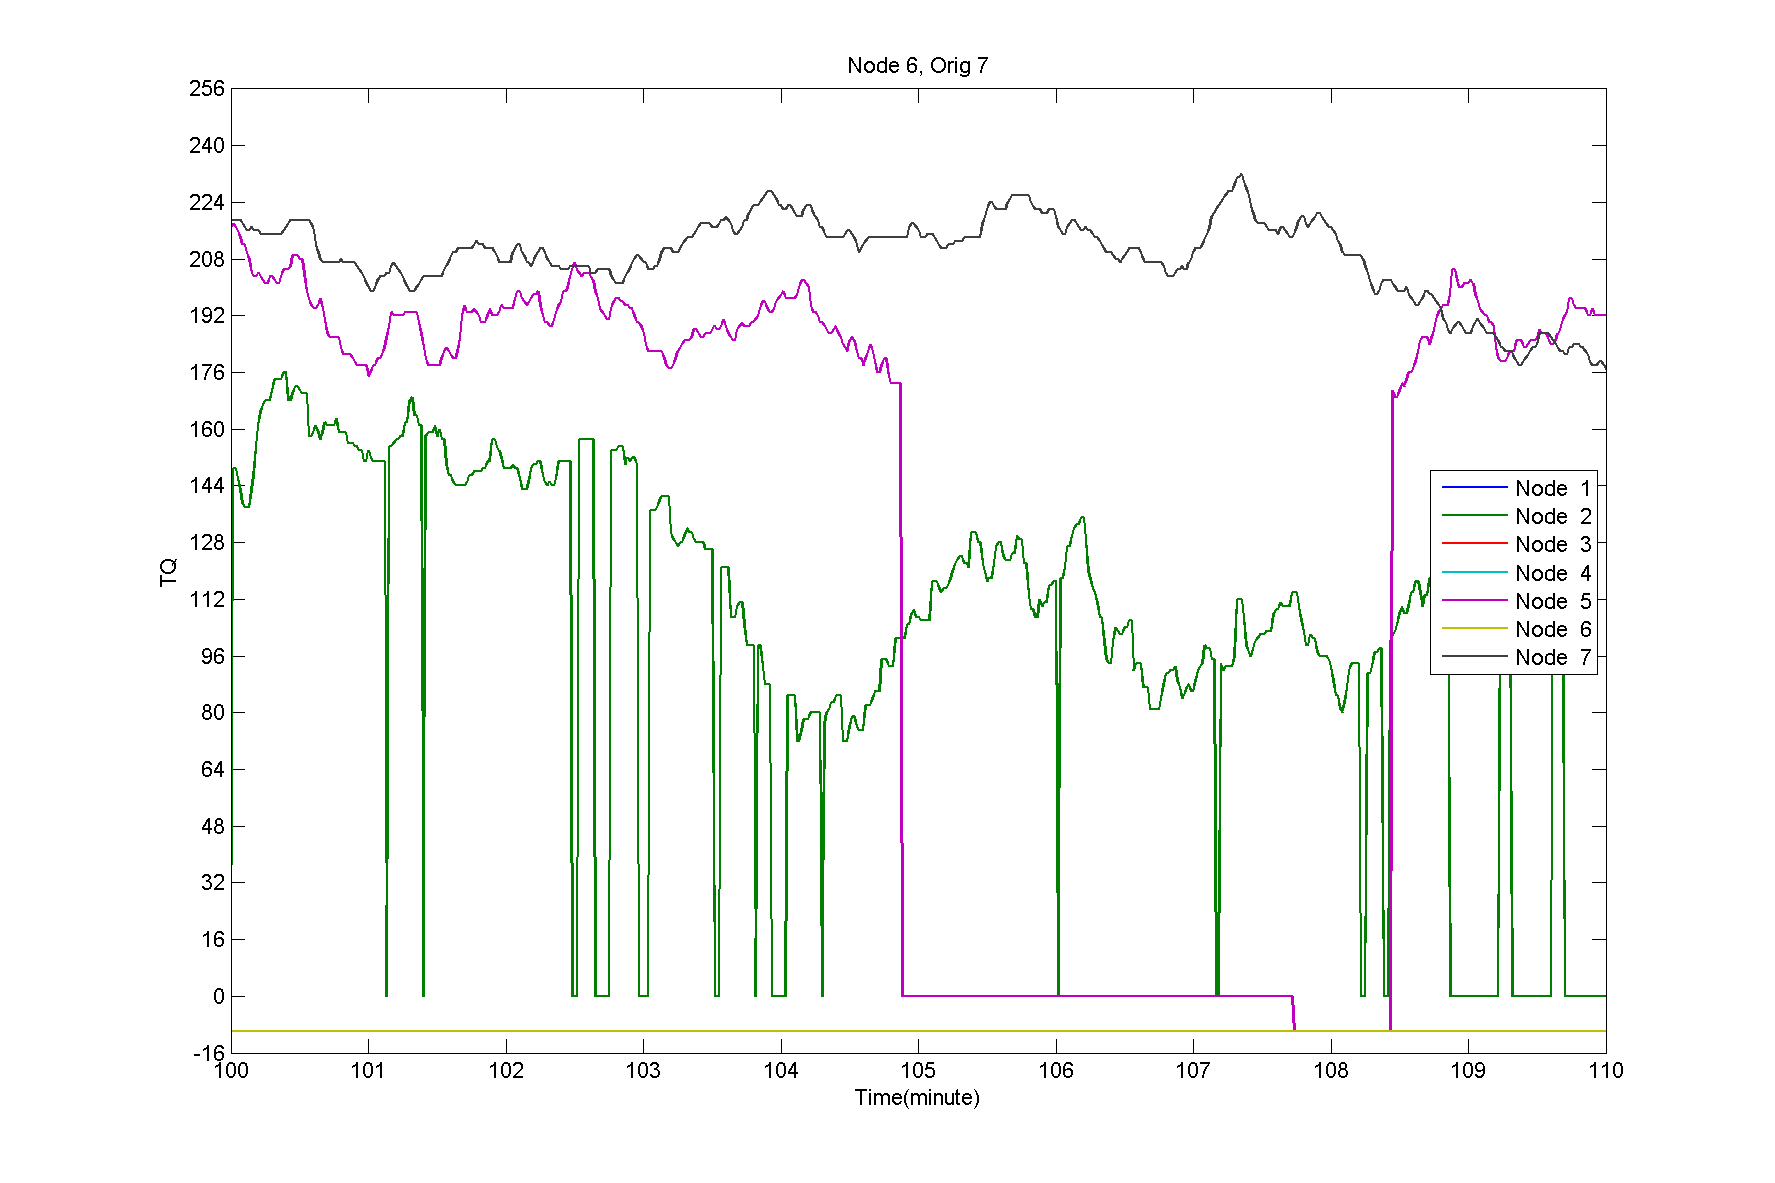 Node 6, Orig 7
256
240
224
208
192
176
160
144
128
112
96
80
64
48
32
16
0
-16
TQ
Node 1
Node 2
Node 3
Node 4
Node 5
Node 6
Node 7
100 101 102 103 104 105 106 107 108 109 110
Time(minute)